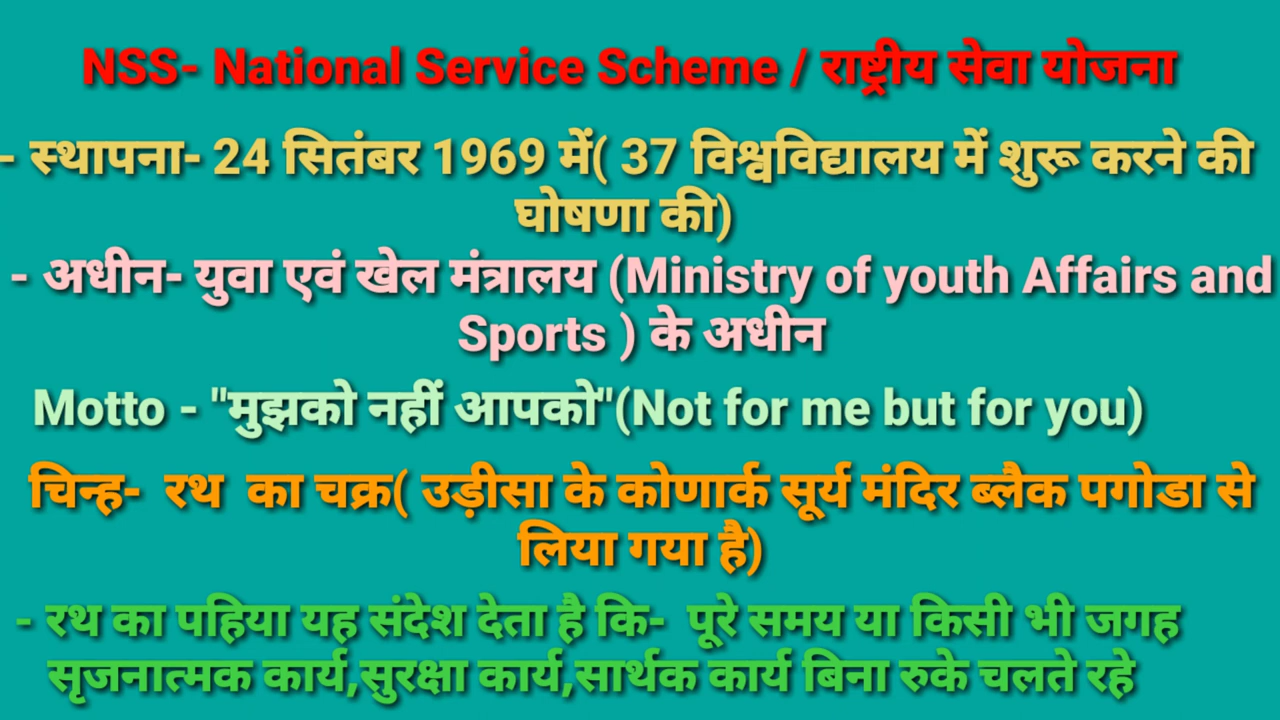 NSS- National Service Scheme / राष्ट्रीय सेवा योजना
- स्थापना- 24 सितंबर 1969 में( 37 विश्वविद्यालय में शुरू करने की
घोषणा की)
- अधीन- युवा एवं खेल मंत्रालय (Ministry of youth Affairs and
Sports ) के अधीन
Motto - "मुझको नहीं आपको"(Not for me but for you)
चिन्ह- रथ का चक्र( उड़ीसा के कोणार्क सूर्य मंदिर ब्लैक पगोडा से
लिया गया है)
- रथ का पहिया यह संदेश देता है कि- पूरे समय या किसी भी जगह
सृजनात्मक कार्य,सुरक्षा कार्य,सार्थक कार्य बिना रुके चलते रहे